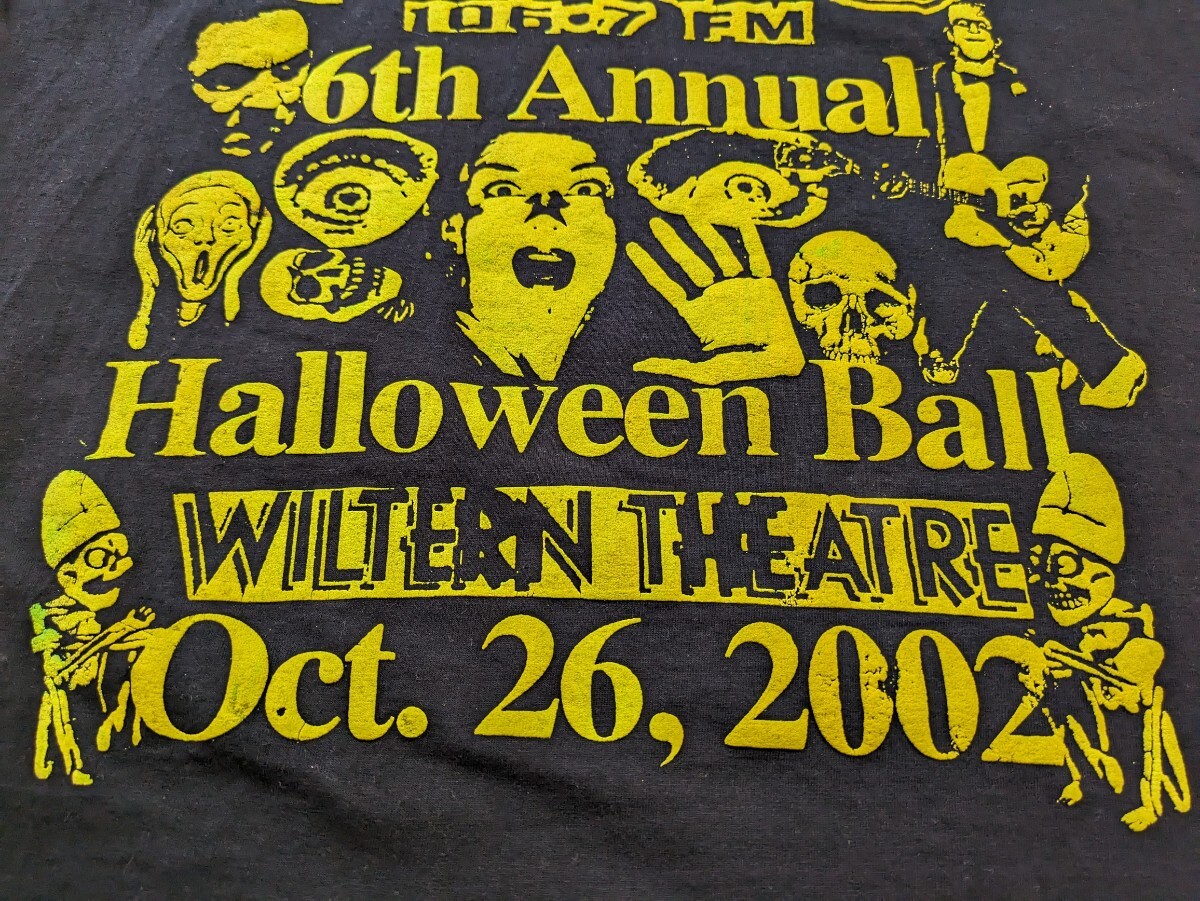 106.7 FM
6th Annual
Halloween Ball
WILTERN THEATRE
Oct. 26, 2002